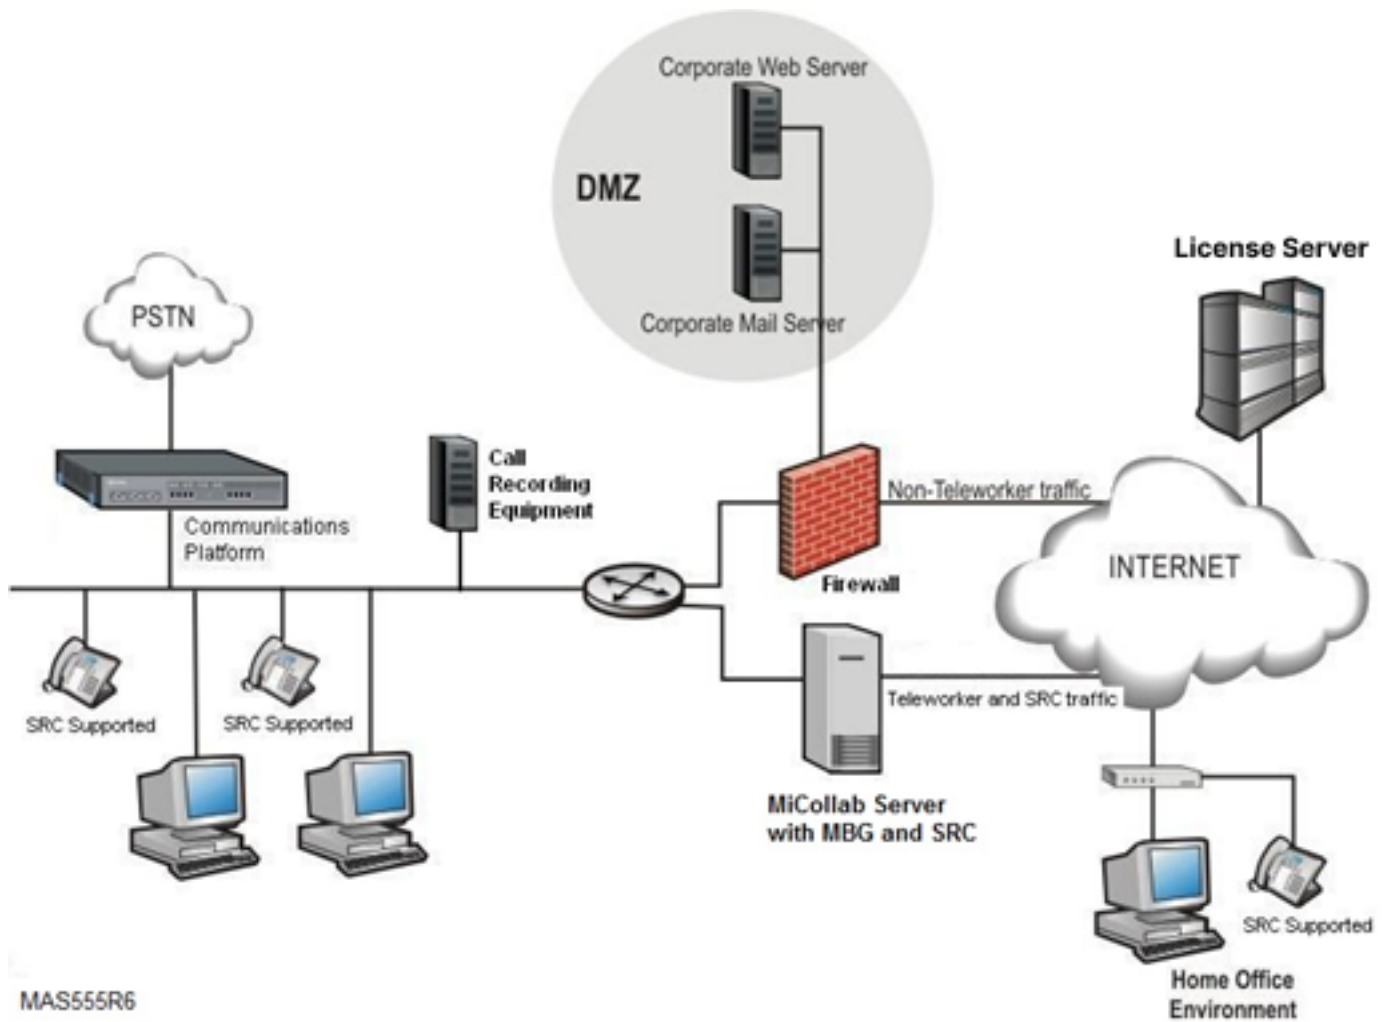 Corporate Web Server
DMZ
Corporate Mail Server
License Server
PSTN
Call
Recording
Equipment
Communications
Platform
Non-Teleworker traffic
INTERNET
Firewall
SRC Supported
SRC Supported
Teleworker and SRC traffic
MiCollab Server
with MBG and SRC
SRC Supported
Home Office
Environment
MAS555R6